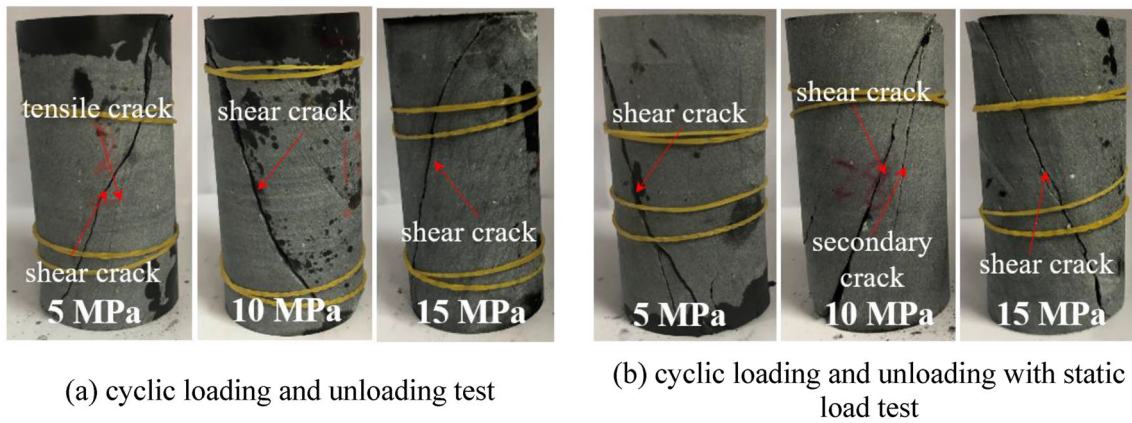 tensile crack
shear crack
5 MPa
shear crack
10 MPa
shear crack
15 MPa
(a) cyclic loading and unloading test
shear crack
5 MPa
shear crack
secondary
crack
10 MPa
shear crack
15 MPa
(b) cyclic loading and unloading with static
load test